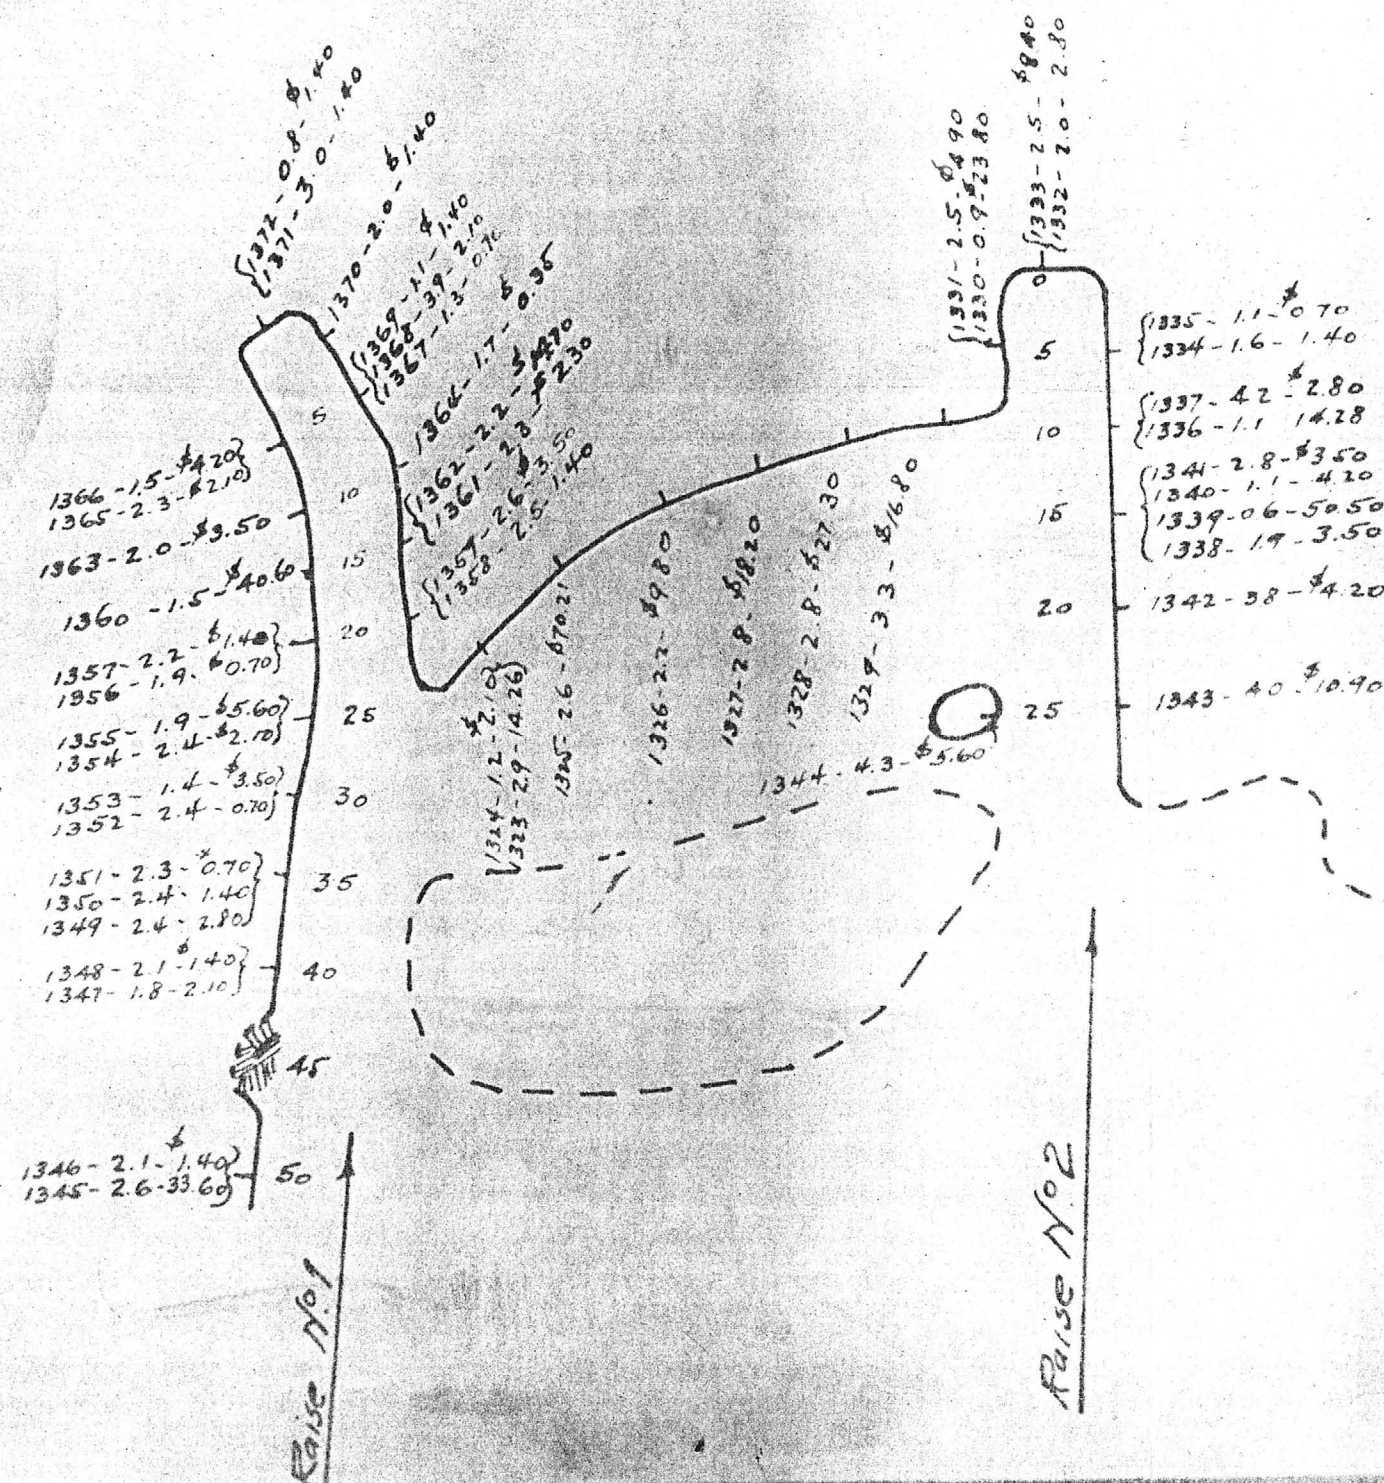 {1372 - 0.8 - $1.40
1371 - 3.0 - 1.40
1370 - 2.0 - $1.40
{1369 - 1.1 - $1.40
1368 - 3.9 - 2.10
1367 - 1.3 - 0.70
1364 - 1.7 - $0.35
{1362 - 2.2 -
1361 - 2.3 -
{1359 - 2.6 - $3.50
1358 - 2.5 - 1.40
1366 - 1.5 - $4.20}
1365 - 2.3 - $2.10}
1363 - 2.0 - $3.50
1360 - 1.5 - $40.60
1357 - 2.2 - $1.40}
1356 - 1.9 - $0.70}
1355 - 1.9 - $5.60}
1354 - 2.4 - $2.10}
1353 - 1.4 - $3.50}
1352 - 2.4 - 0.70}
1351 - 2.3 - $0.70}
1350 - 2.4 - 1.40
1349 - 2.4 - 2.80}
1348 - 2.1 - $1.40}
1347 - 1.8 - 2.10}
1346 - 2.1 - $1.40}
1345 - 2.6 - 33.60}
5
10
15
20
25
30
35
40
45
50
{1324 - 1.2 - $2.10}
1323 - 2.9 - 14.26}
1325 - 2.6 - $70.21
1326 - 2.2 - $9.80
1327 - 2.8 - $18.20
1328 - 2.8 - $27.30
1329 - 3.3 - $16.80
{1331 - 2.5 - $4.90
1330 - 0.9 - $23.80
{1333 - 2.5 - $8.40
1332 - 2.0 - 2.80
0
5
10
15
20
25
{1335 - 1.1 - $0.70
1334 - 1.6 - 1.40
{1337 - 4.2 $2.80
1336 - 1.1 14.28
{1341 - 2.8 - $3.50
1340 - 1.1 - 4.20
1339 - 0.6 - 50.50
1338 - 1.9 - 3.50
1342 - 3.8 - $4.20
1343 - 4.0 - $10.90
1344 - 4.3 - $5.60
Raise No. 1
Raise No. 2